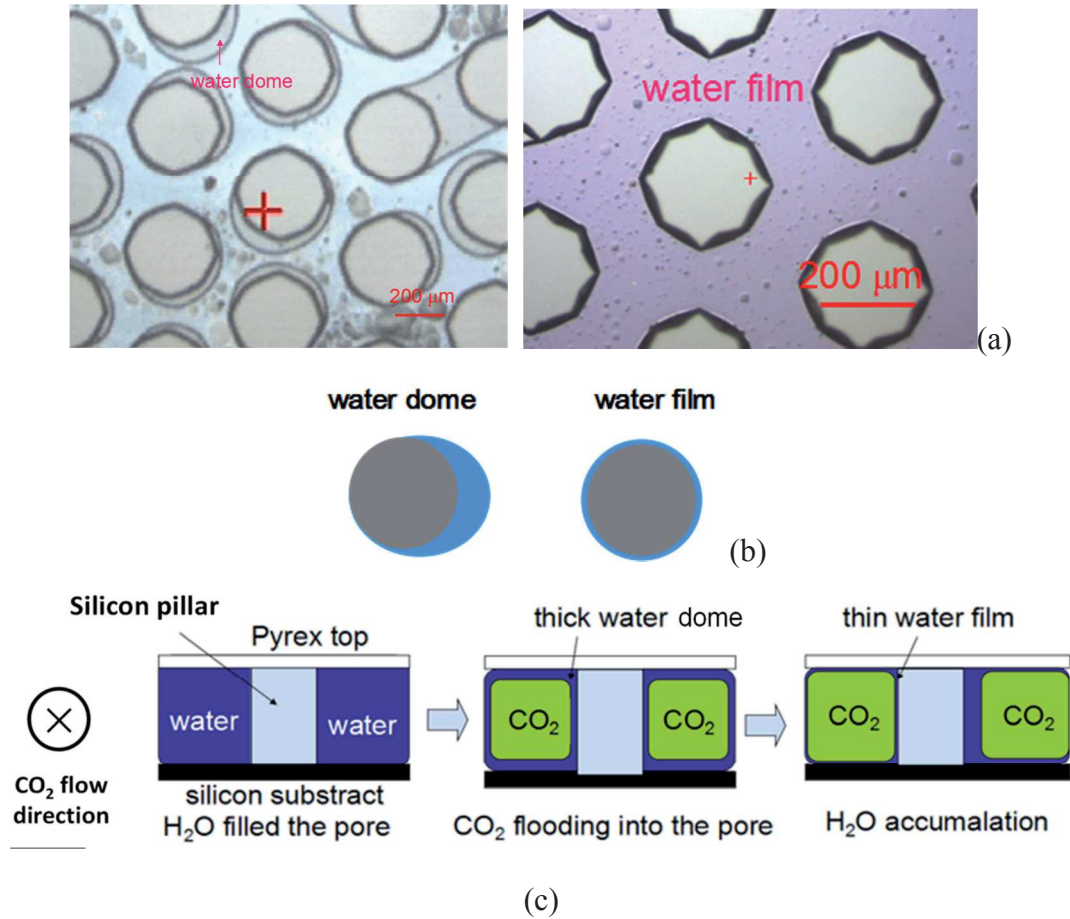 water dome
200 μm
water film
200 μm
(a)
water dome
water film
(b)
Silicon pillar
Pyrex top
thick water dome
thin water film
water
water
CO₂
CO₂
CO₂
CO₂
CO₂ flow
direction
silicon substract
H₂O filled the pore
CO₂ flooding into the pore
H₂O accumalation
(c)